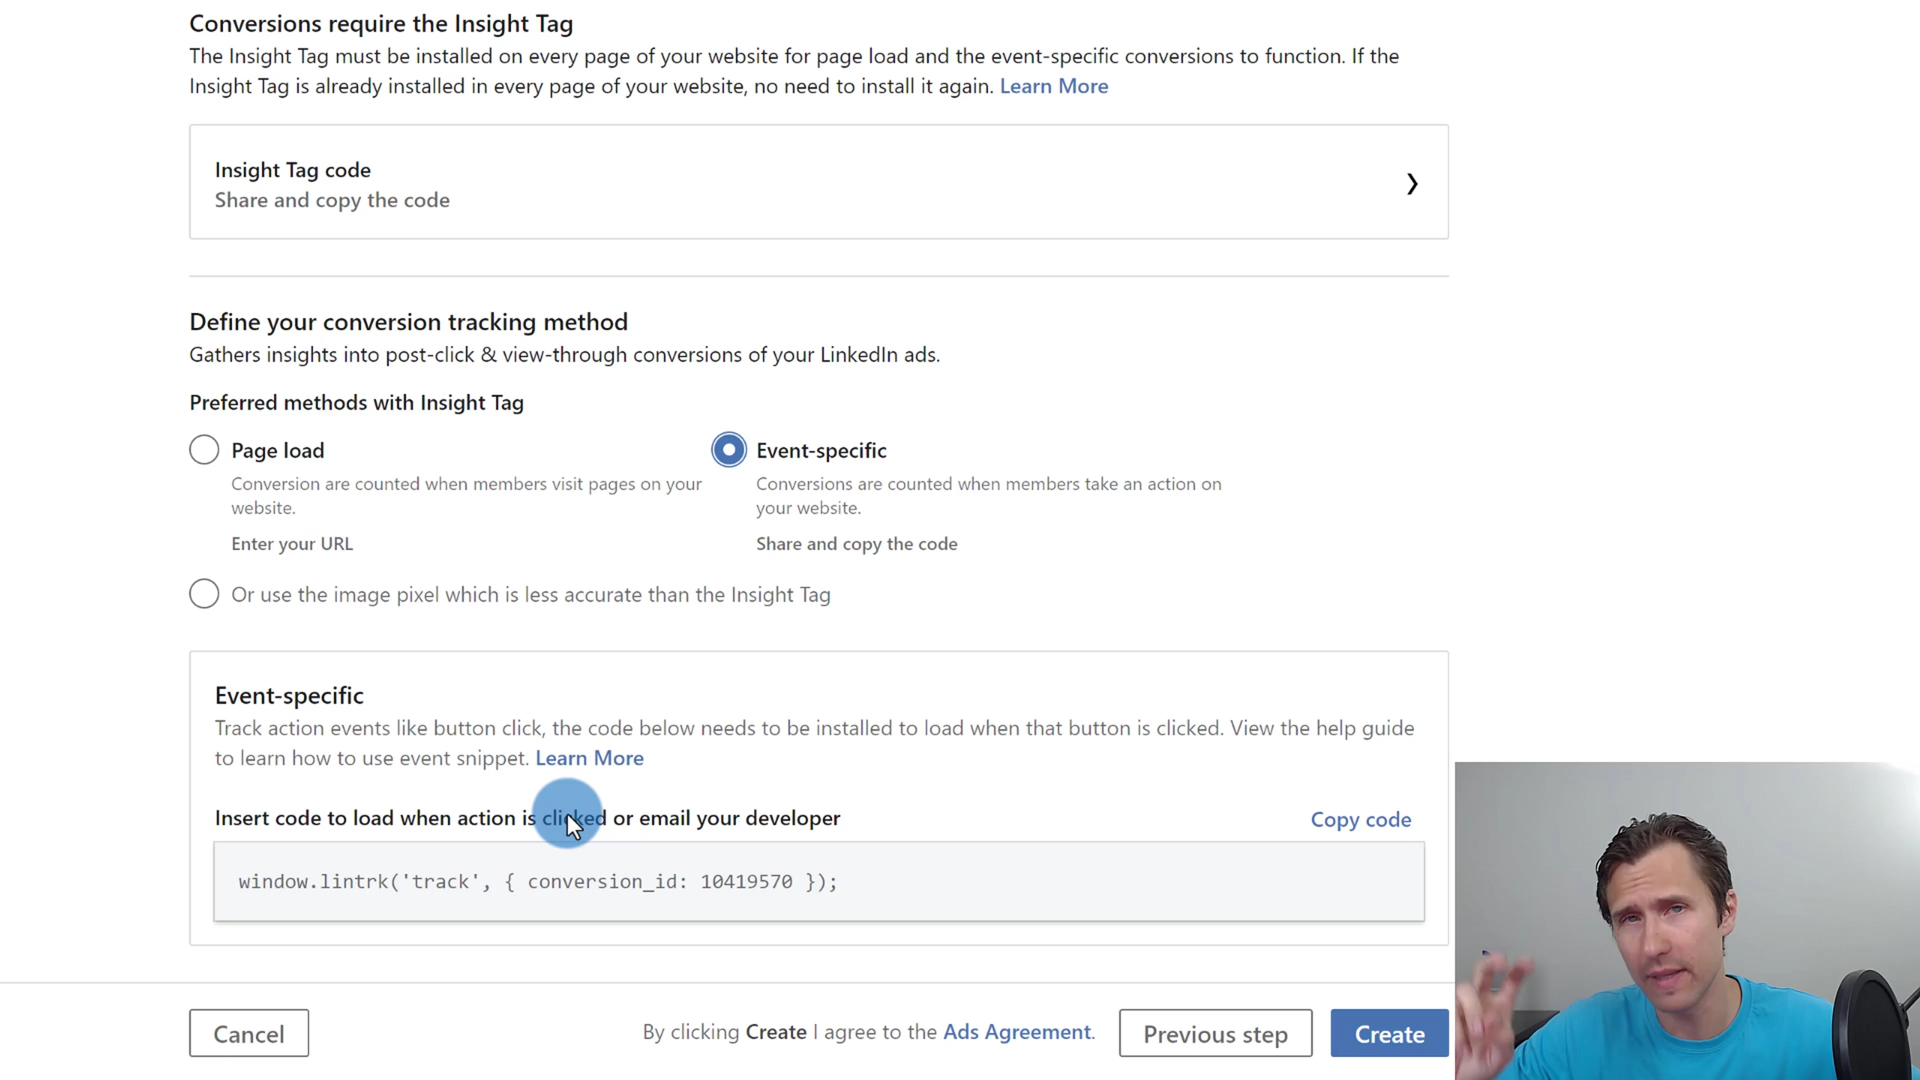 Conversions require the Insight Tag
The Insight Tag must be installed on every page of your website for page load and the event-specific conversions to function. If the
Insight Tag is already installed in every page of your website, no need to install it again. Learn More
Insight Tag code
Share and copy the code
Define your conversion tracking method
Gathers insights into post-click & view-through conversions of your LinkedIn ads.
Preferred methods with Insight Tag
Page load
Conversion are counted when members visit pages on your
website.
Enter your URL
Event-specific
Conversions are counted when members take an action on
your website.
Share and copy the code
Or use the image pixel which is less accurate than the Insight Tag
Event-specific
Track action events like button click, the code below needs to be installed to load when that button is clicked. View the help guide
to learn how to use event snippet. Learn More
Insert code to load when action is clicked or email your developer
Copy code
window.lintrk('track', { conversion_id: 10419570 });
Cancel
By clicking Create I agree to the Ads Agreement.
Previous step
Create